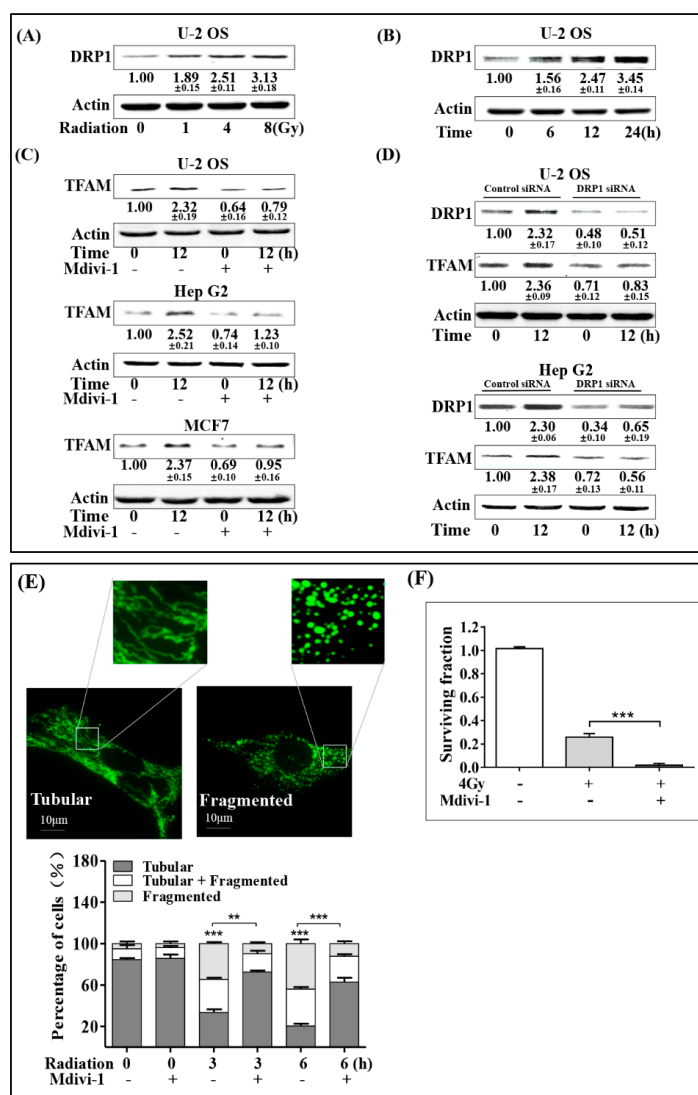 (A)
U-2 OS
DRP1
1.00 1.89 2.51 3.13
±0.15 ±0.11 ±0.18
Actin
Radiation 0 1 4 8(Gy)
(B)
U-2 OS
DRP1
1.00 1.56 2.47 3.45
±0.16 ±0.11 ±0.14
Actin
Time 0 6 12 24(h)
(C)
U-2 OS
TFAM
1.00 2.32 0.64 0.79
±0.19 ±0.16 ±0.12
Actin
Time 0 12 0 12 (h)
Mdivi-1 - - + +
Hep G2
TFAM
1.00 2.52 0.74 1.23
±0.21 ±0.14 ±0.10
Actin
Time 0 12 0 12 (h)
Mdivi-1 - - + +
MCF7
TFAM
1.00 2.37 0.69 0.95
±0.15 ±0.10 ±0.16
Actin
Time 0 12 0 12 (h)
Mdivi-1 - - + +
(D)
U-2 OS
Control siRNA DRP1 siRNA
DRP1
1.00 2.32 0.48 0.51
±0.17 ±0.10 ±0.12
TFAM
1.00 2.36 0.71 0.83
±0.09 ±0.12 ±0.15
Actin
Time 0 12 0 12 (h)
Hep G2
Control siRNA DRP1 siRNA
DRP1
1.00 2.30 0.34 0.65
±0.06 ±0.10 ±0.19
TFAM
1.00 2.38 0.72 0.56
±0.17 ±0.13 ±0.11
Actin
Time 0 12 0 12 (h)
(E)
Tubular
10μm
Fragmented
10μm
Percentage of cells (%)
180
140
100
60
20
Tubular
Tubular + Fragmented
Fragmented
*** ** *** ***
Radiation 0 0 3 3 6 6 (h)
Mdivi-1 - + - + - +
(F)
Surviving fraction
1.2
1.0
0.8
0.6
0.4
0.2
0.0
***
4Gy - + +
Mdivi-1 - - +